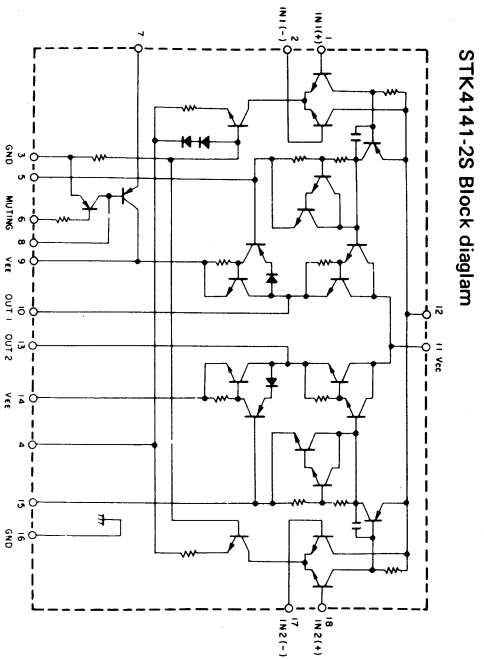 STK4141-2S Block diaglam
IN1(-)
IN1(+)
7
2
1
3
GND
5
6
MUTING
8
9
VEE
10
OUT 1
13
OUT 2
14
VEE
4
15
16
GND
12
11 Vcc
17
IN2(-)
18
IN2(+)